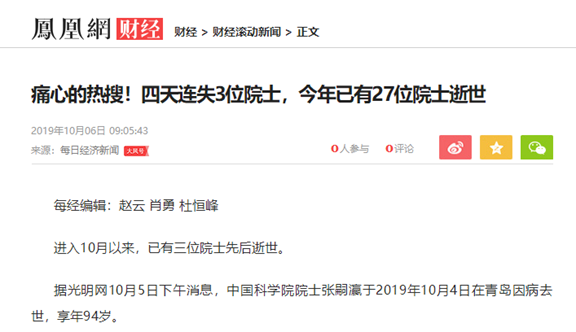 鳳凰網财经 财经 > 财经滚动新闻 > 正文
痛心的热搜！四天连失3位院士，今年已有27位院士逝世
2019年10月06日 09:05:43
来源：每日经济新闻 大风号 0人参与 0评论
每经编辑：赵云 肖勇 杜恒峰
进入10月以来，已有三位院士先后逝世。
据光明网10月5日下午消息，中国科学院院士张嗣瀛于2019年10月4日在青岛因病去
世，享年94岁。